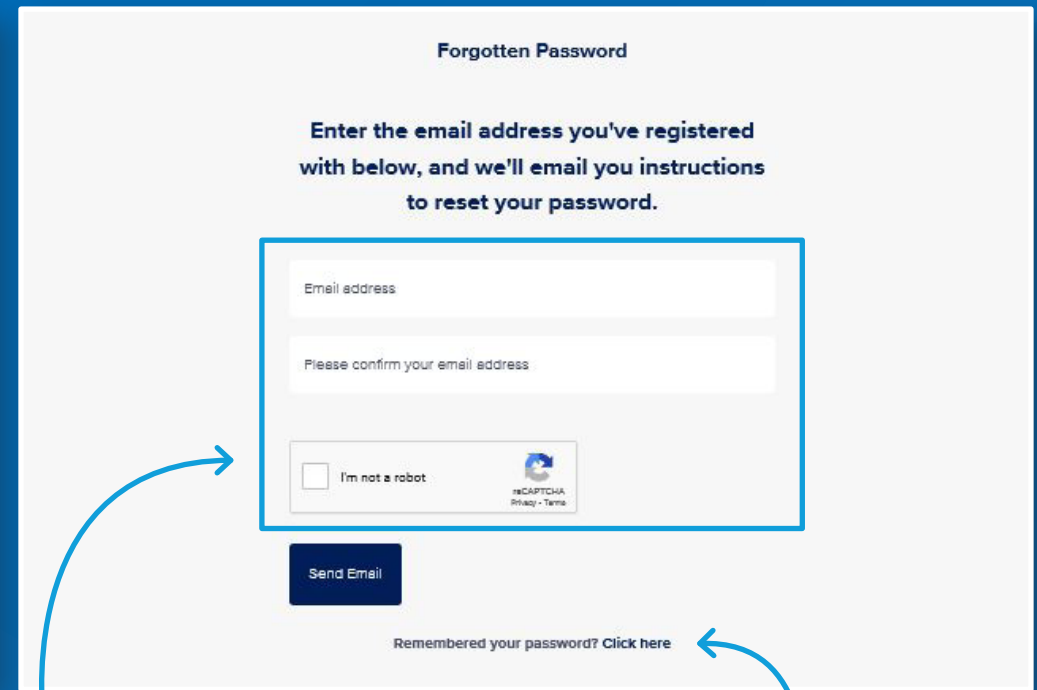 Forgotten Password
Enter the email address you've registered
with below, and we'll email you instructions
to reset your password.
Email address
Please confirm your email address
I'm not a robot
reCAPTCHA
Privacy - Terms
Send Email
Remembered your password? Click here